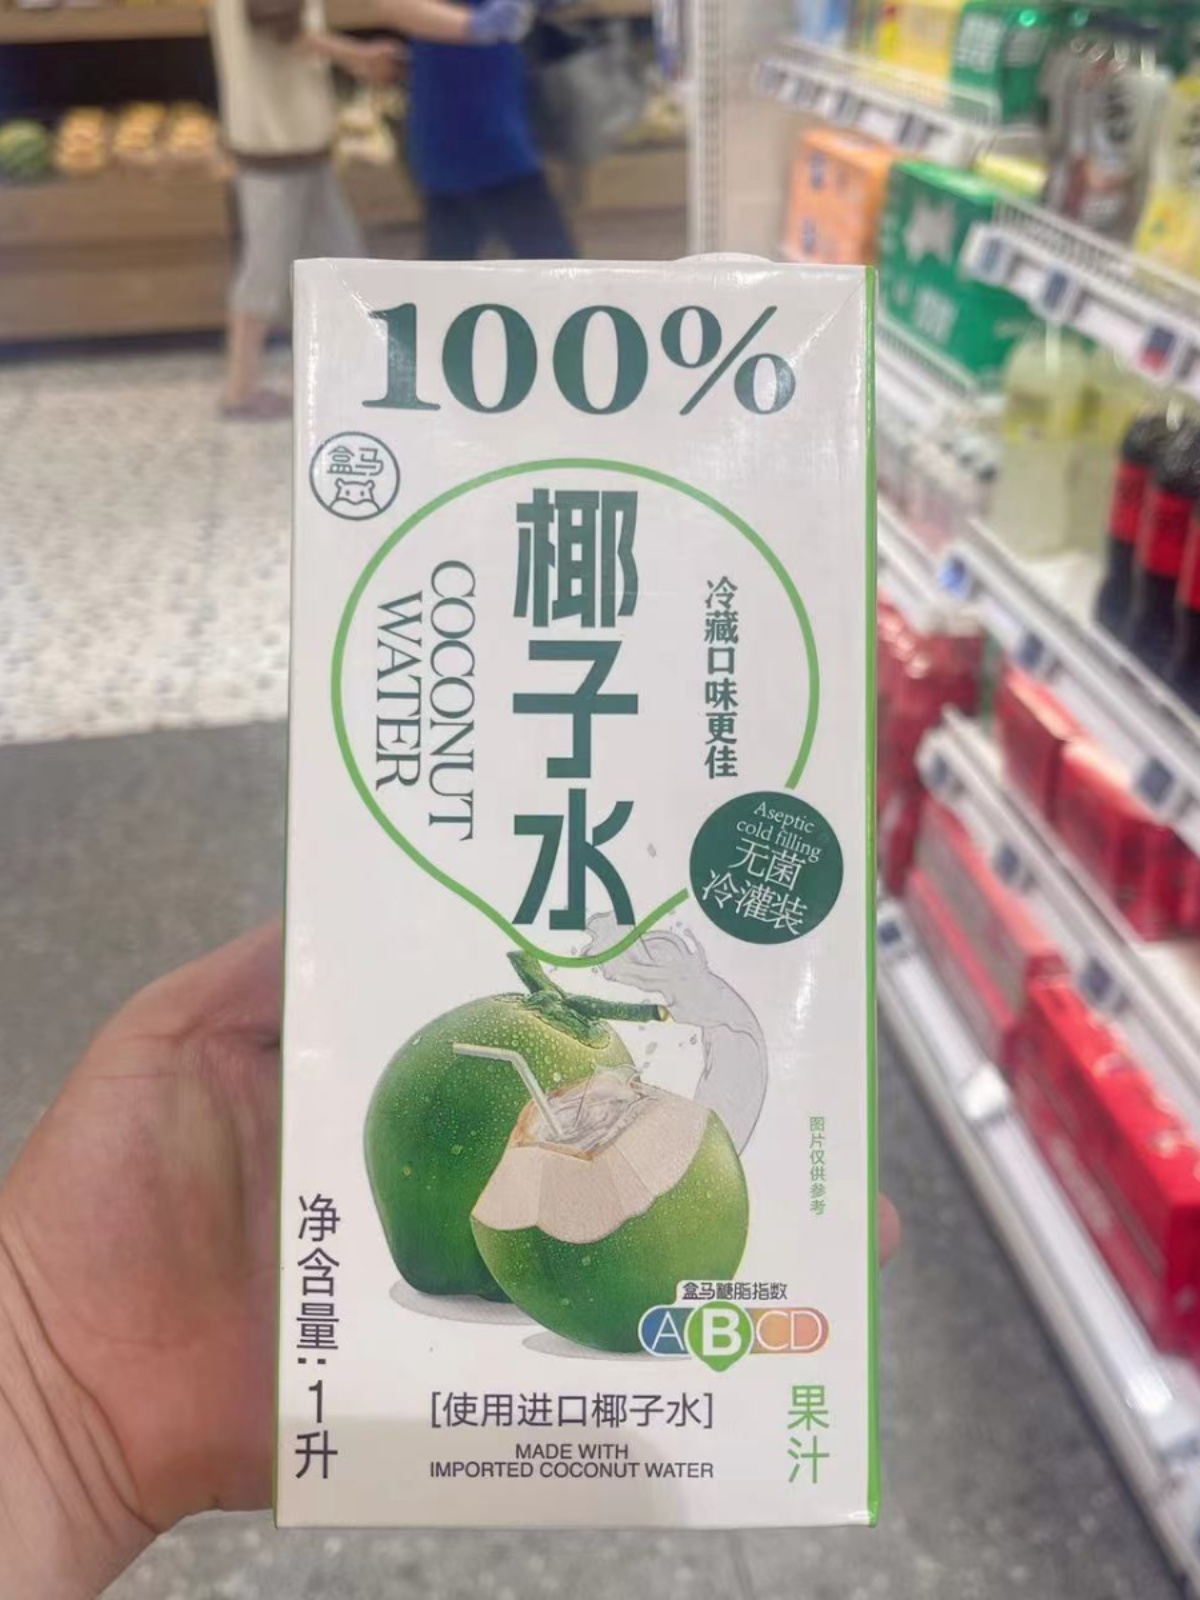 100%
盒马
椰子水
COCONUT
WATER
冷藏口味更佳
Aseptic
cold filling
无菌
冷灌装
图片仅供参考
净含量:1升
盒马糖脂指数
ABCD
[使用进口椰子水]
MADE WITH
IMPORTED COCONUT WATER
果汁